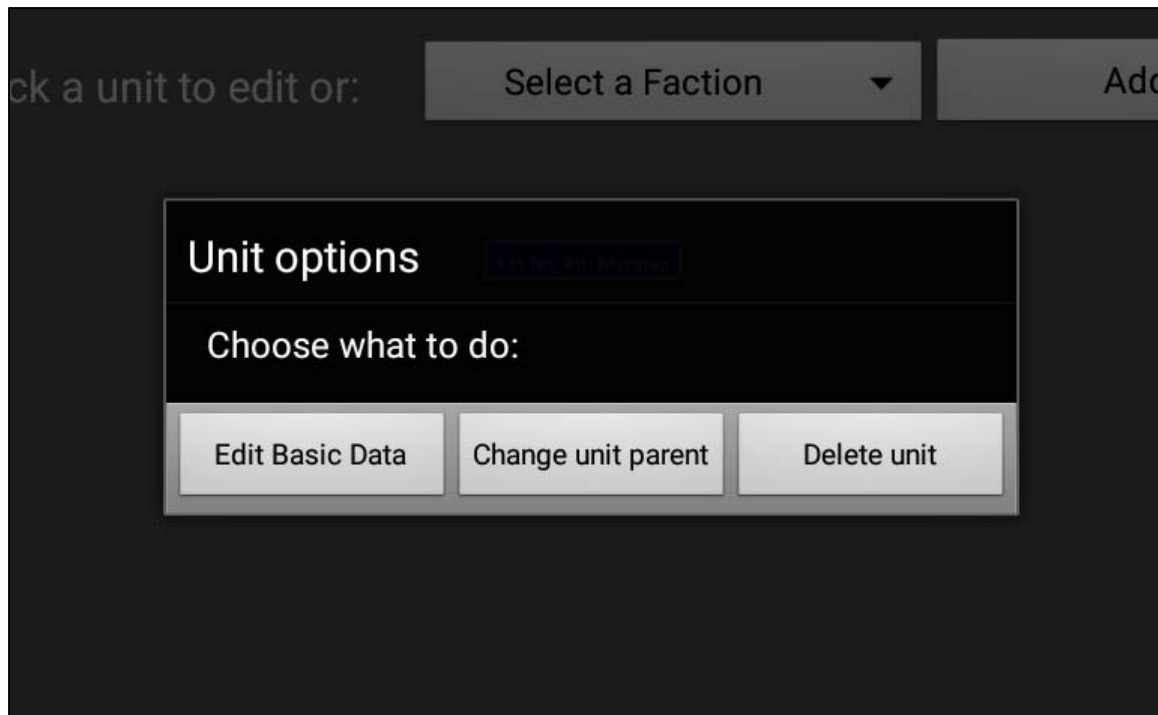 ck a unit to edit or:
Select a Faction
Add
Unit options
Choose what to do:
Edit Basic Data
Change unit parent
Delete unit